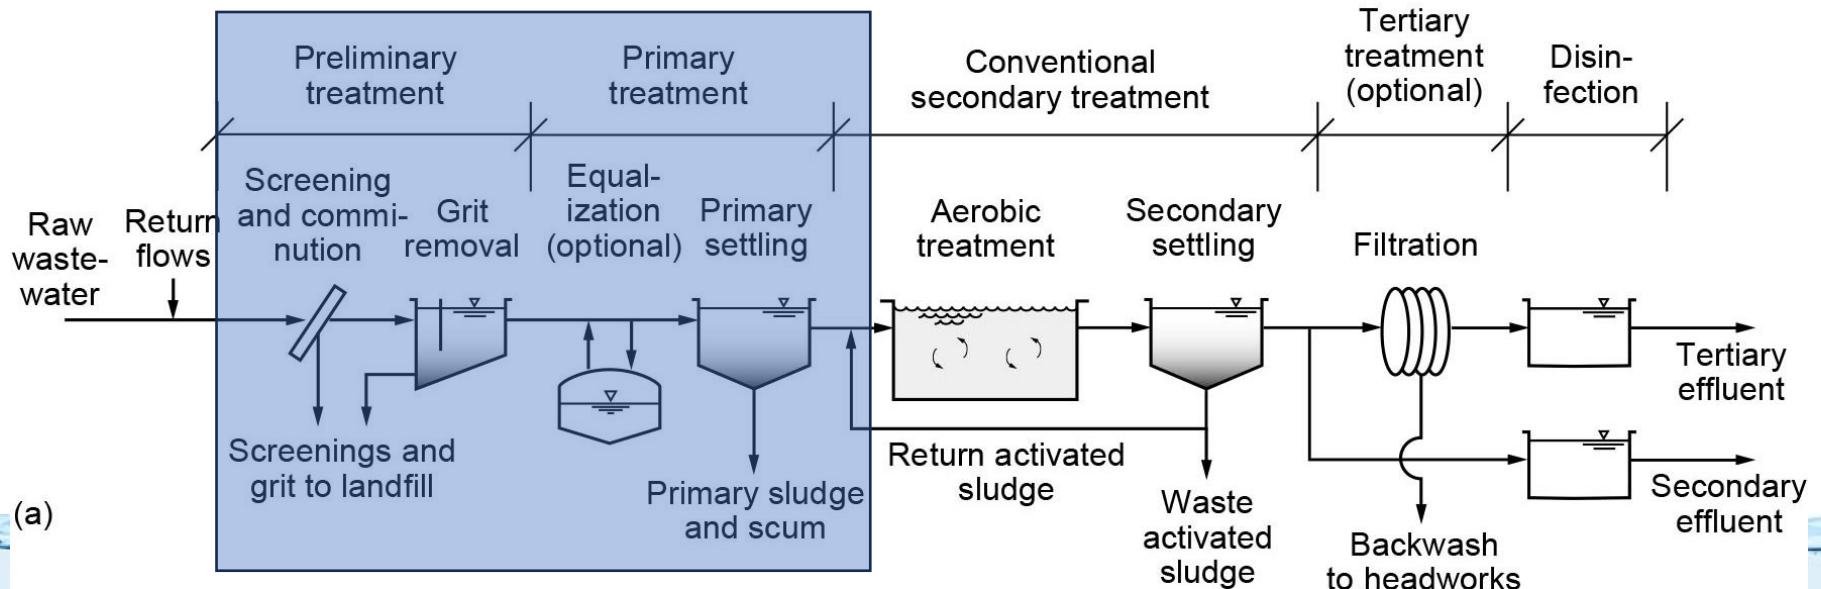 Preliminary
treatment
Primary
treatment
Conventional
secondary treatment
Tertiary
treatment
(optional)
Disin-
fection
Raw
waste-
water
Return
flows
Screening
and commi-
nution
Grit
removal
Equal-
ization
(optional)
Primary
settling
Aerobic
treatment
Secondary
settling
Filtration
Screenings and
grit to landfill
Primary sludge
and scum
Return activated
sludge
Waste
activated
sludge
Backwash
to headworks
Tertiary
effluent
Secondary
effluent
(a)